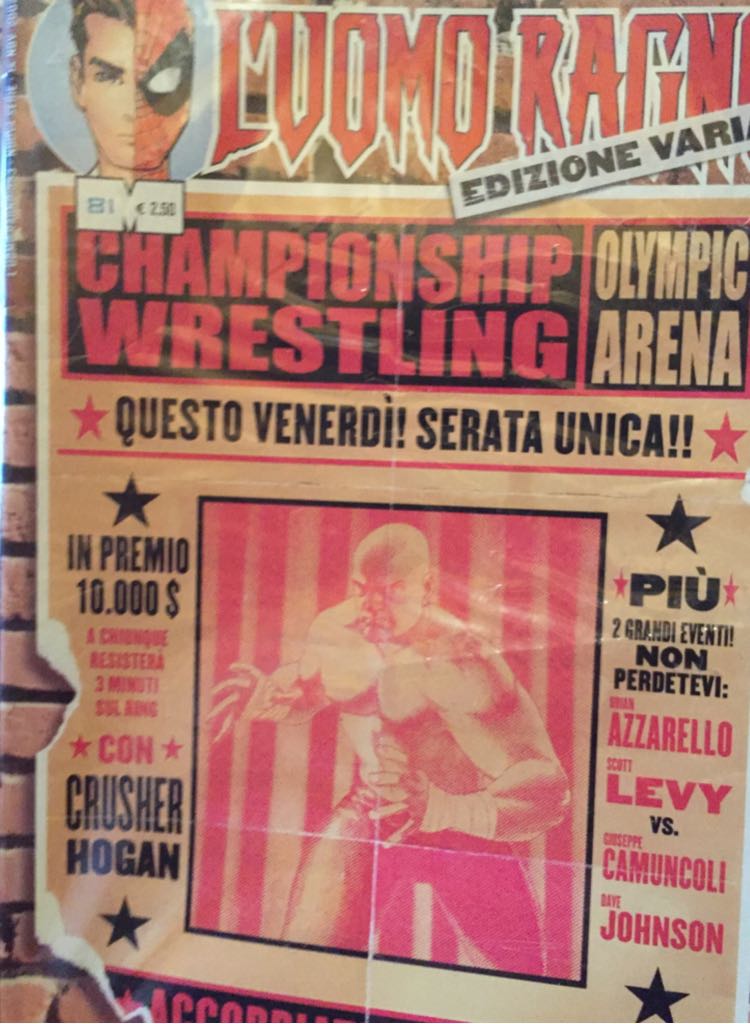 L'UOMO RAGN
EDIZIONE VARIA
81 € 2,50
CHAMPIONSHIP
WRESTLING
OLYMPIC
ARENA
QUESTO VENERDÌ! SERATA UNICA!!
IN PREMIO
10.000 $
A CHIUNQUE
RESISTERÀ
3 MINUTI
SUL RING
CON
CRUSHER
HOGAN
PIÙ
2 GRANDI EVENTI!
NON
PERDETEVI:
BRIAN
AZZARELLO
SCOTT
LEVY
VS.
GIUSEPPE
CAMUNCOLI
DAVE
JOHNSON